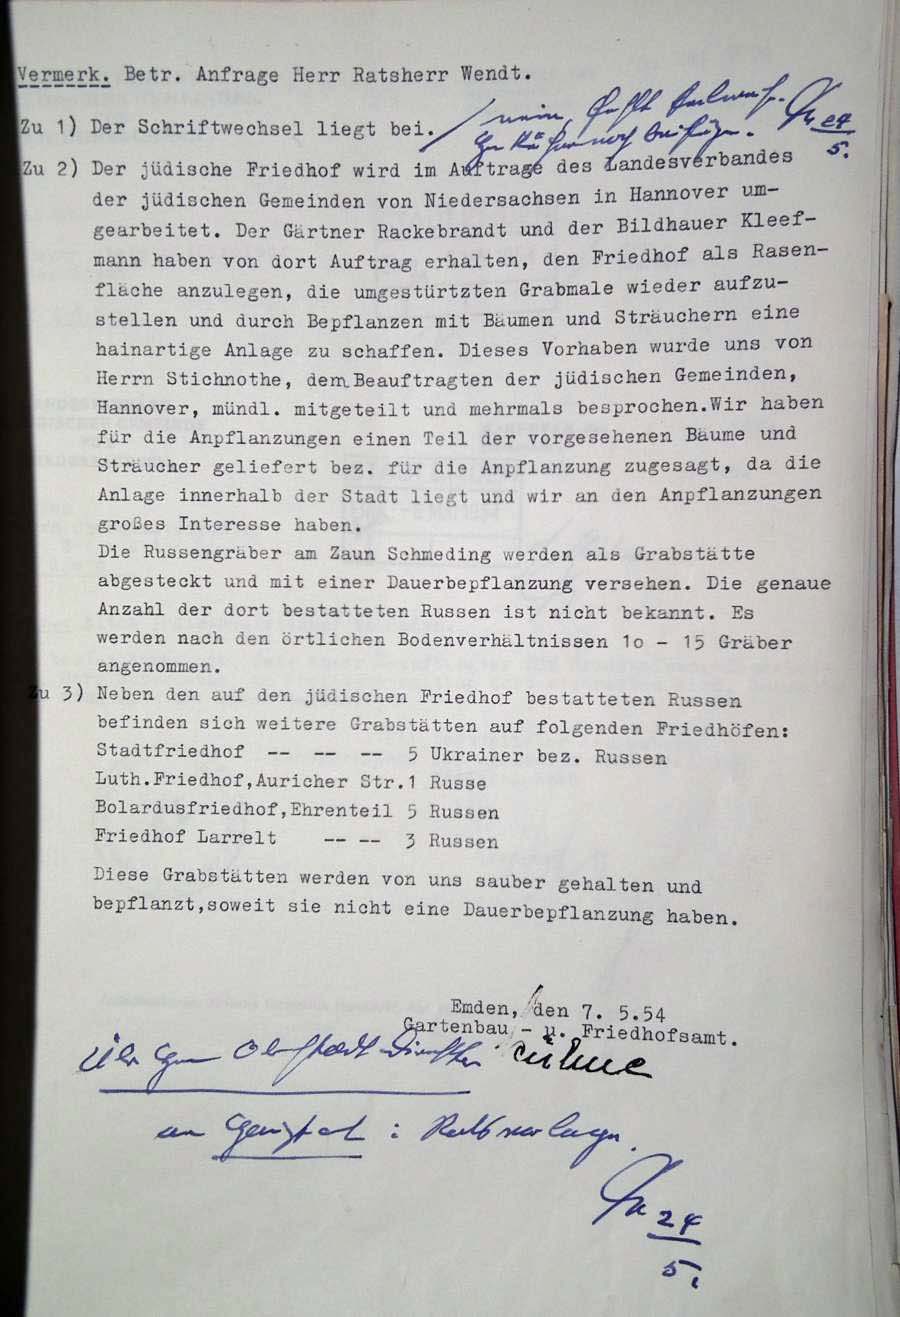 Vermerk. Betr. Anfrage Herr Ratsherr Wendt.
Zu 1) Der Schriftwechsel liegt bei.
24
5.
Zu 2) Der jüdische Friedhof wird im Auftrage des Landesverbandes
der jüdischen Gemeinden von Niedersachsen in Hannover um-
gearbeitet. Der Gärtner Rackebrandt und der Bildhauer Kleef-
mann haben von dort Auftrag erhalten, den Friedhof als Rasen-
fläche anzulegen, die umgestürtzten Grabmale wieder aufzu-
stellen und durch Bepflanzen mit Bäumen und Sträuchern eine
hainartige Anlage zu schaffen. Dieses Vorhaben wurde uns von
Herrn Stichnothe, dem Beauftragten der jüdischen Gemeinden,
Hannover, mündl. mitgeteilt und mehrmals besprochen.Wir haben
für die Anpflanzungen einen Teil der vorgesehenen Bäume und
Sträucher geliefert bez. für die Anpflanzung zugesagt, da die
Anlage innerhalb der Stadt liegt und wir an den Anpflanzungen
großes Interesse haben.
Die Russengräber am Zaun Schmeding werden als Grabstätte
abgesteckt und mit einer Dauerbepflanzung versehen. Die genaue
Anzahl der dort bestatteten Russen ist nicht bekannt. Es
werden nach den örtlichen Bodenverhältnissen 1o - 15 Gräber
angenommen.
Zu 3) Neben den auf den jüdischen Friedhof bestatteten Russen
befinden sich weitere Grabstätten auf folgenden Friedhöfen:
Stadtfriedhof -- -- -- 5 Ukrainer bez. Russen
Luth.Friedhof,Auricher Str.1 Russe
Bolardusfriedhof,Ehrenteil 5 Russen
Friedhof Larrelt -- -- 3 Russen
Diese Grabstätten werden von uns sauber gehalten und
bepflanzt,soweit sie nicht eine Dauerbepflanzung haben.
Emden, den 7. 5.54
Gartenbau - u. Friedhofsamt.
24
5.